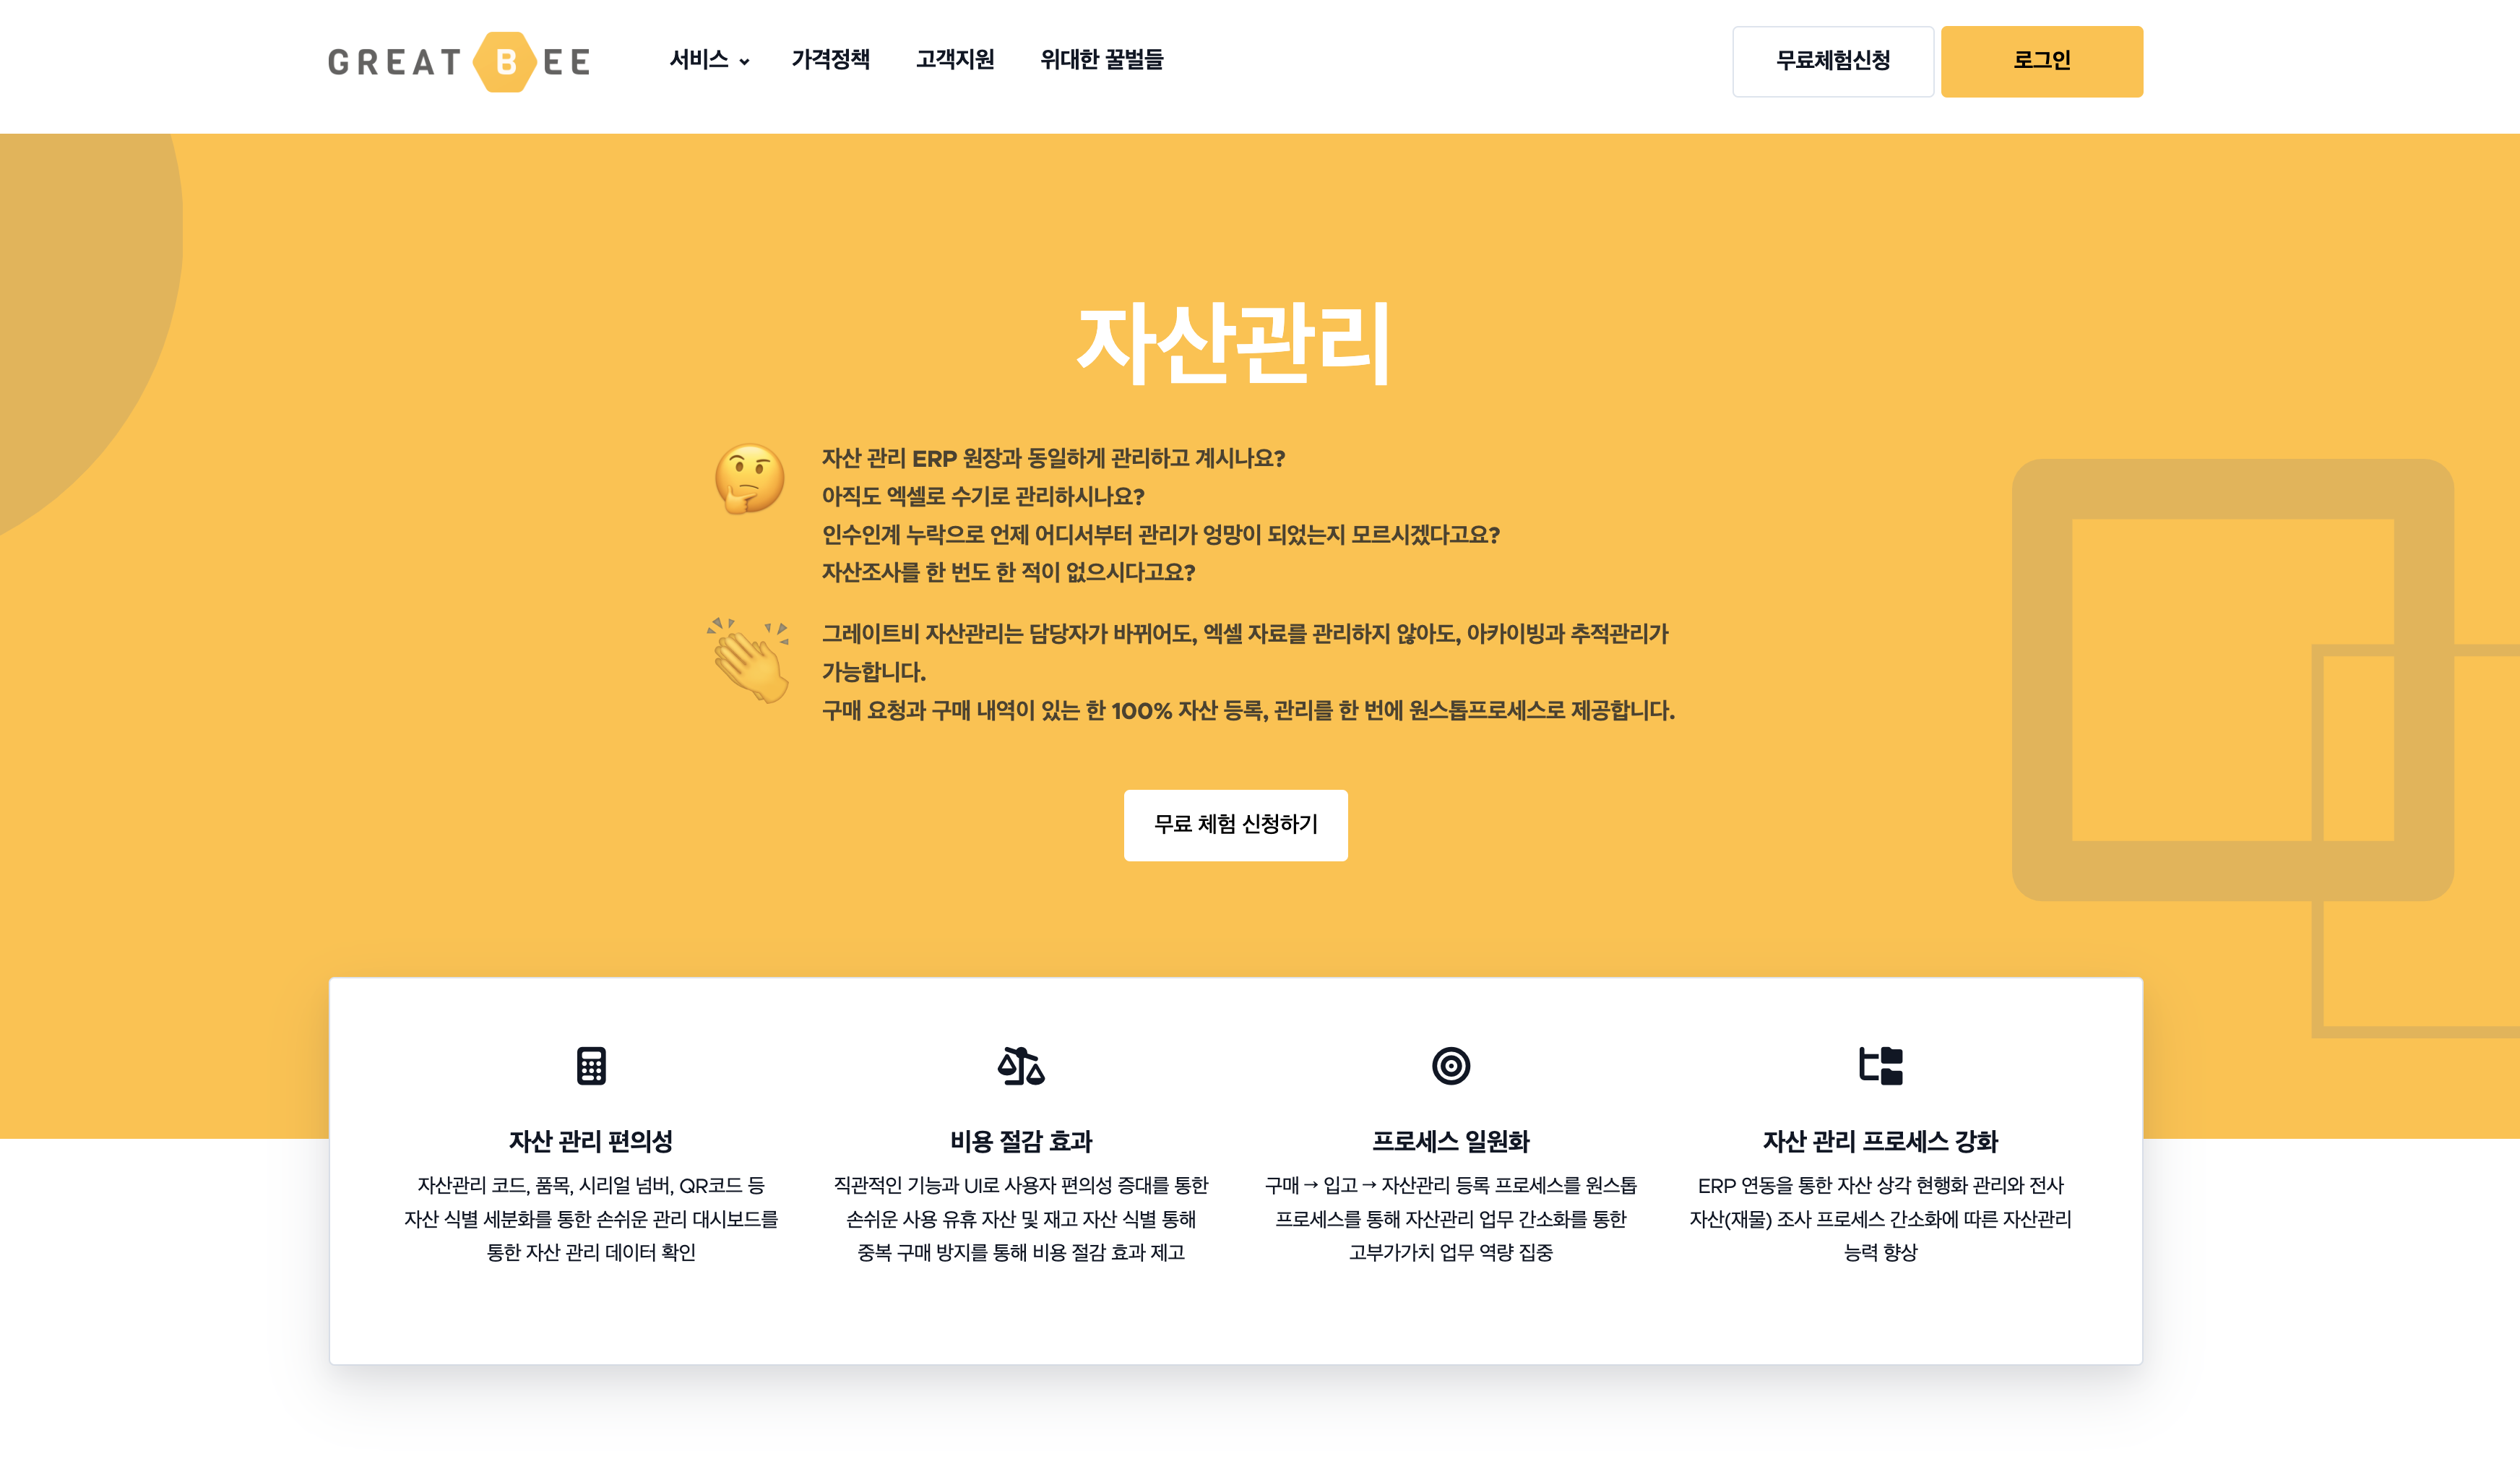 GREAT BEE
서비스
가격정책
고객지원
위대한 꿀벌들
무료체험신청
로그인
자산관리
자산 관리 ERP 원장과 동일하게 관리하고 계시나요?
아직도 엑셀로 수기로 관리하시나요?
인수인계 누락으로 언제 어디서부터 관리가 엉망이 되었는지 모르시겠다고요?
자산조사를 한 번도 한 적이 없으시다고요?
그레이트비 자산관리는 담당자가 바뀌어도, 엑셀 자료를 관리하지 않아도, 아카이빙과 추적관리가
가능합니다.
구매 요청과 구매 내역이 있는 한 100% 자산 등록, 관리를 한 번에 원스톱프로세스로 제공합니다.
무료 체험 신청하기
자산 관리 편의성
자산관리 코드, 품목, 시리얼 넘버, QR코드 등
자산 식별 세분화를 통한 손쉬운 관리 대시보드를
통한 자산 관리 데이터 확인
비용 절감 효과
직관적인 기능과 UI로 사용자 편의성 증대를 통한
손쉬운 사용 유휴 자산 및 재고 자산 식별 통해
중복 구매 방지를 통해 비용 절감 효과 제고
프로세스 일원화
구매 → 입고 → 자산관리 등록 프로세스를 원스톱
프로세스를 통해 자산관리 업무 간소화를 통한
고부가가치 업무 역량 집중
자산 관리 프로세스 강화
ERP 연동을 통한 자산 상각 현행화 관리와 전사
자산(재물) 조사 프로세스 간소화에 따른 자산관리
능력 향상